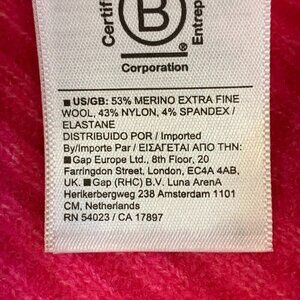 Certifi
B
Entrep
Corporation
■ US/GB: 53% MERINO EXTRA FINE
WOOL, 43% NYLON, 4% SPANDEX /
ELASTANE
DISTRIBUIDO POR / Imported
By/Importe Par / ΕΙΣΑΓΕΤΑΙ ΑΠΟ ΤΗΝ:
■ Gap Europe Ltd., 8th Floor, 20
Farringdon Street, London, EC4A 4AB,
UK. ■ Gap (RHC) B.V. Luna ArenA
Herikerbergweg 238 Amsterdam 1101
CM, Netherlands
RN 54023 / CA 17897